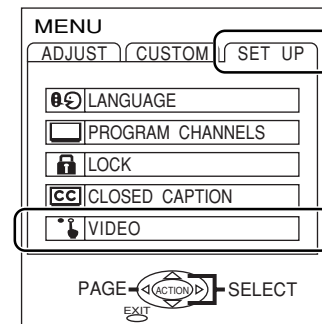 MENU
ADJUST CUSTOM SET UP
LANGUAGE
PROGRAM CHANNELS
LOCK
CC CLOSED CAPTION
VIDEO
PAGE ACTION SELECT
EXIT